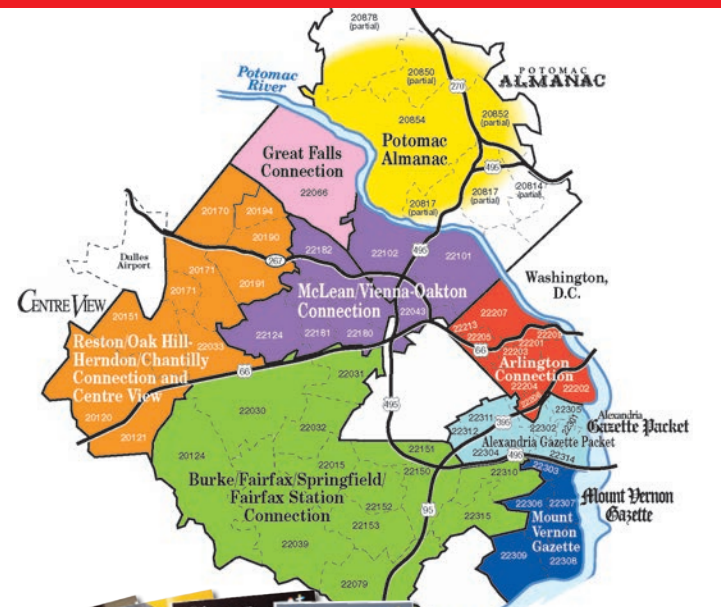 20878
(partial)
20850
(partial)
270
POTOMAC
ALMANAC
Potomac
River
20854
20852
(partial)
Potomac
Almanac
Great Falls
Connection
22066
495
20817
(partial)
20817
(partial)
20814
(partial)
20170
20194
20190
22182
22102
495
22101
Dulles
Airport
267
20171
20171
20191
McLean/Vienna-Oakton
Connection
Washington,
D.C.
CENTRE VIEW
20151
22124
22181
22180
22043
22207
22213
22205
22201
22203
66
Reston/Oak Hill-
Herndon/Chantilly
Connection and
Centre View
22033
66
22031
Arlington
Connection
22204
22202
20120
20121
22030
22032
495
22311
22312
395
22302
22305
22301
Alexandria
Gazette Packet
Alexandria Gazette Packet
20124
22015
22151
22150
22304
495
22314
22310
22303
Burke/Fairfax/Springfield/
Fairfax Station
Connection
22152
22153
95
22315
22306
22307
Mount Vernon
Gazette
Mount
Vernon
Gazette
22039
22309
22308
22079